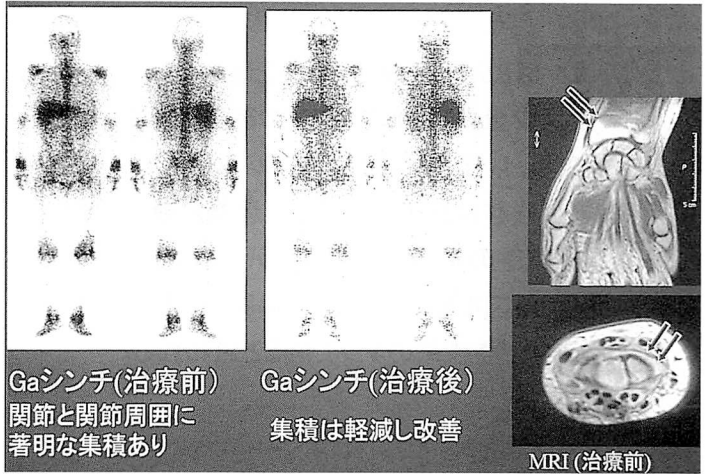 Gaシンチ(治療前)
関節と関節周囲に
著明な集積あり
Gaシンチ(治療後)
集積は軽減し改善
P
5cm
MRI (治療前)